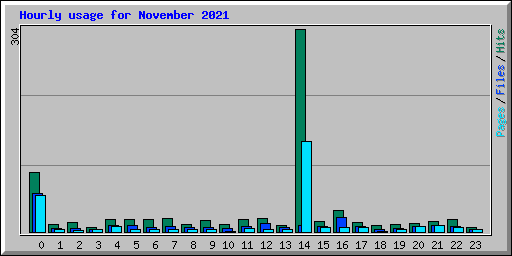 Hourly usage for November 2021
304
Pages/Files/Hits
0 1 2 3 4 5 6 7 8 9 10 11 12 13 14 15 16 17 18 19 20 21 22 23